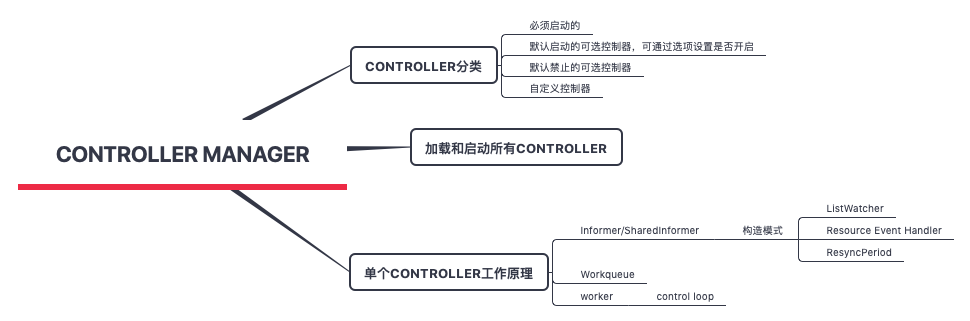 CONTROLLER MANAGER
CONTROLLER分类
必须启动的
默认启动的可选控制器，可通过选项设置是否开启
默认禁止的可选控制器
自定义控制器
加载和启动所有CONTROLLER
单个CONTROLLER工作原理
Informer/SharedInformer
构造模式
ListWatcher
Resource Event Handler
ResyncPeriod
Workqueue
worker
control loop